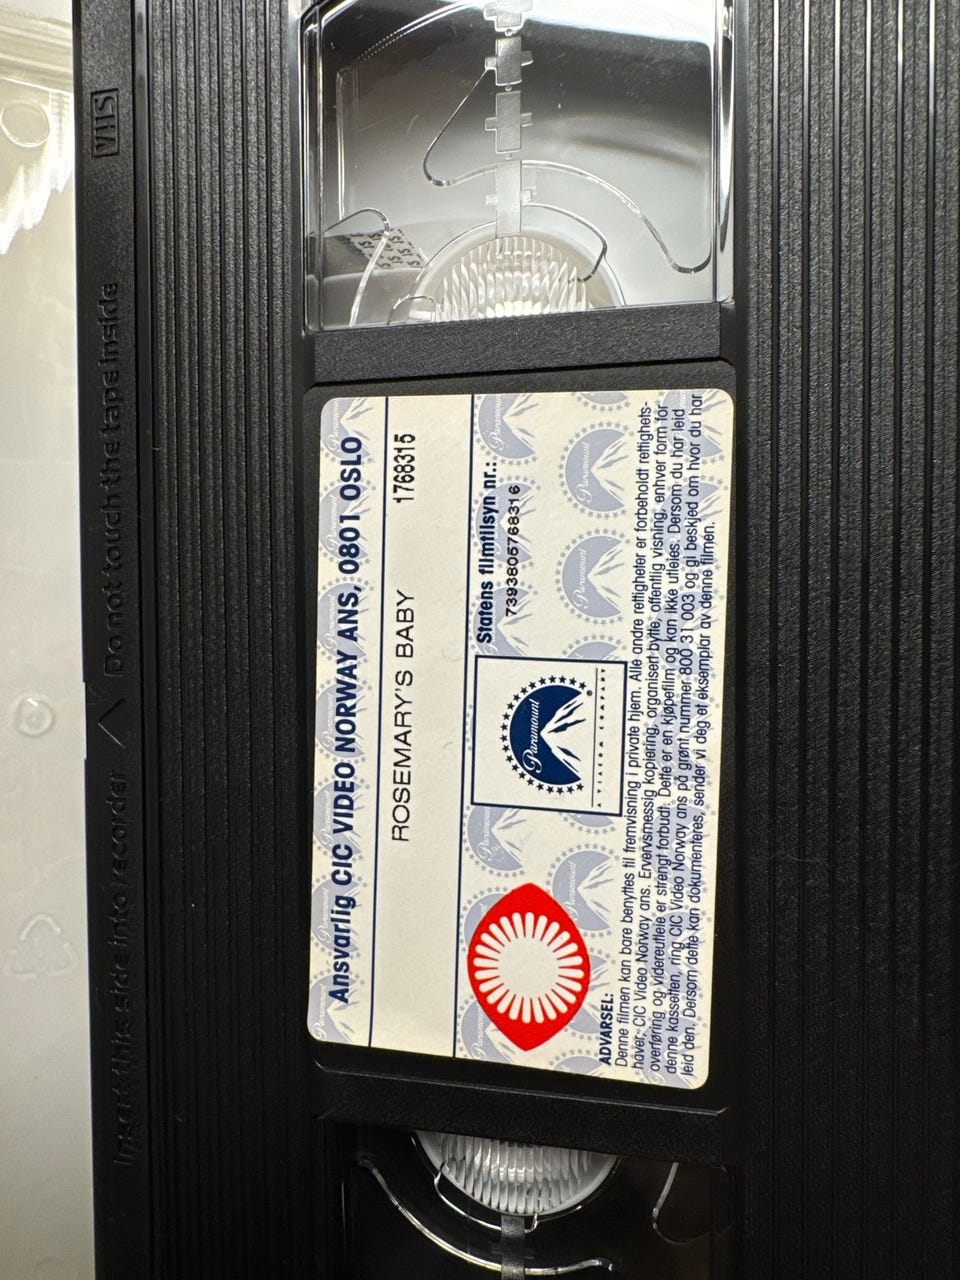 VHS
Insert this side into recorder
Do not touch the tape inside
Ansvarlig CIC VIDEO NORWAY ANS, 0801 OSLO
ROSEMARY'S BABY 1768315
Statens filmtilsyn nr.:
7393805768316
Paramount
A VIACOM COMPANY
ADVARSEL:
Denne filmen kan bare benyttes til fremvisning i private hjem. Alle andre rettigheter er forbeholdt rettighets-
haver, CIC Video Norway ans. Ervervsmessig kopiering, organisert bytte, offentlig visning, enhver form for
overføring og videreutleie er strengt forbudt. Dette er en kjøpefilm og kan ikke utleies. Dersom du har leid
denne kassetten, ring CIC Video Norway ans på grønt nummer 800 31 003 og gi beskjed om hvor du har
leid den. Dersom dette kan dokumenteres, sender vi deg et eksemplar av denne filmen.